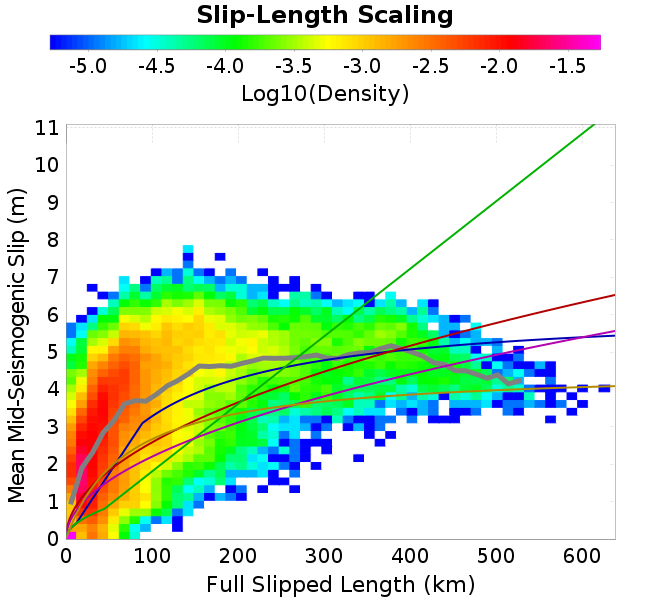 Slip-Length Scaling
-5.0 -4.5 -4.0 -3.5 -3.0 -2.5 -2.0 -1.5
Log10(Density)
Mean Mid-Seismogenic Slip (m)
11
10
9
8
7
6
5
4
3
2
1
0
0 100 200 300 400 500 600
Full Slipped Length (km)